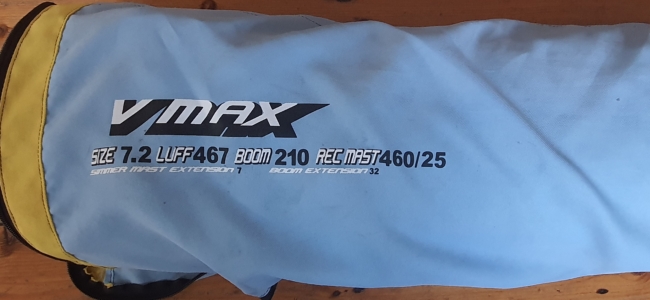 VMAX
SIZE 7.2 LUFF 467 BOOM 210 REC MAST 460/25
SIMMER MAST EXTENSION 7 BOOM EXTENSION 32